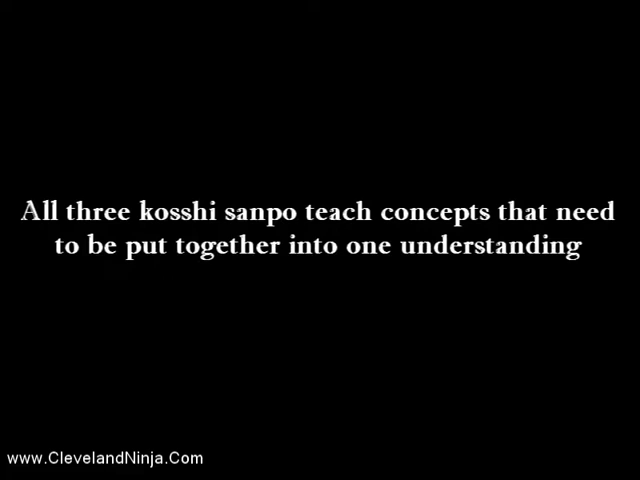 All three kosshi sanpo teach concepts that need
to be put together into one understanding
www.ClevelandNinja.Com